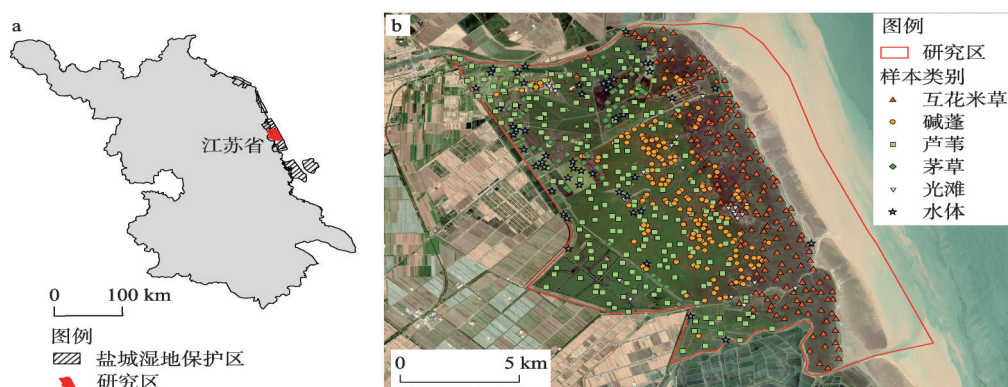 a
江苏省
0 100 km
图例
盐城湿地保护区
研究区
b
0 5 km
图例
研究区
样本类别
互花米草
碱蓬
芦苇
茅草
光滩
水体